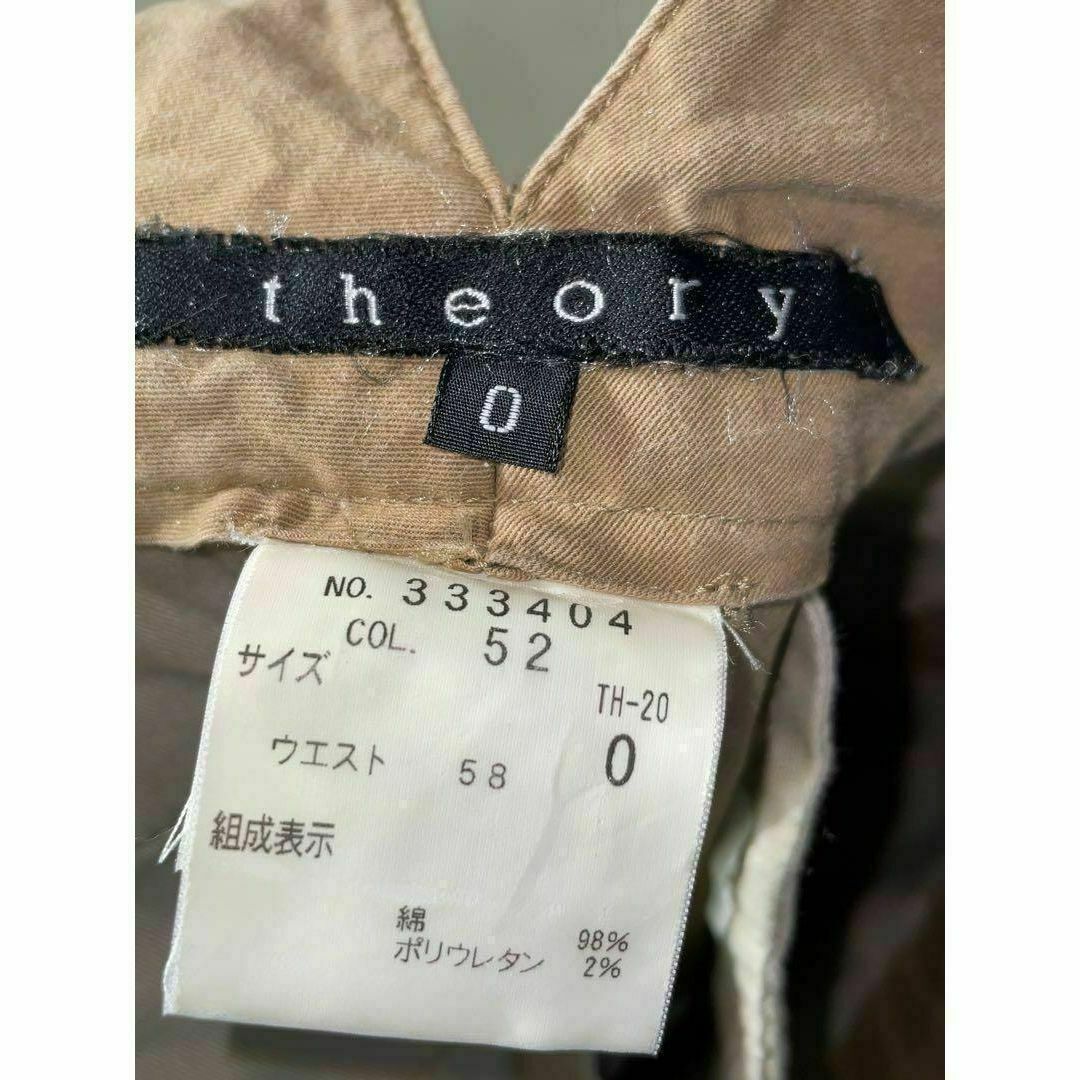 theory
0
NO. 333404
COL. 52
サイズ
TH-20
ウエスト 58 0
組成表示
綿 98%
ポリウレタン 2%